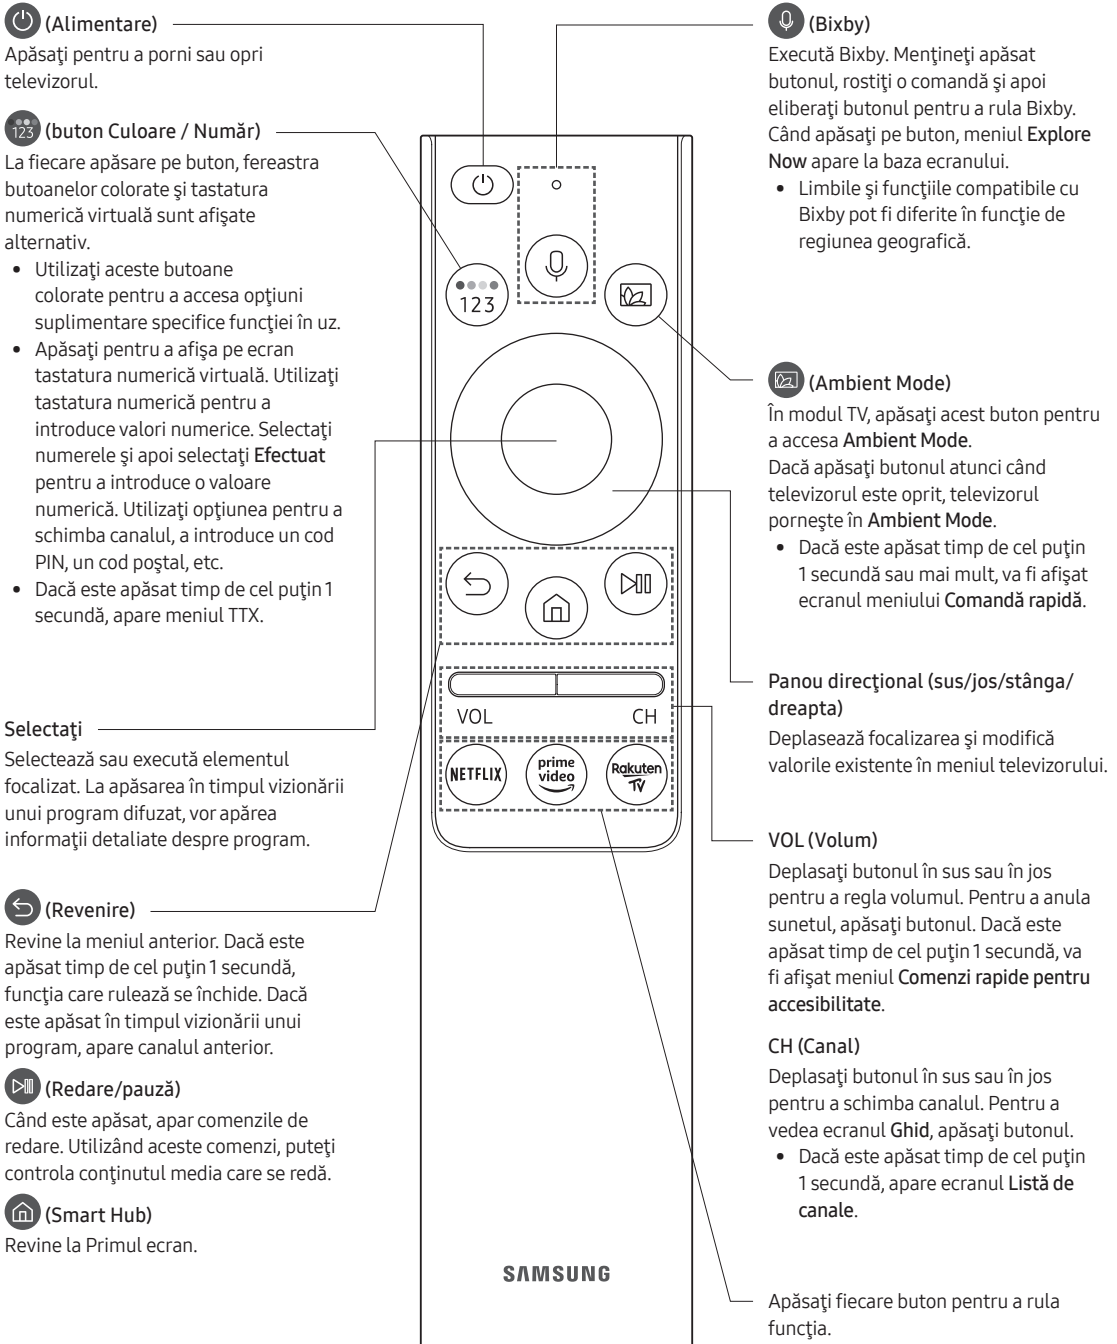 (Alimentare)
Apăsaţi pentru a porni sau opri
televizorul.
123 (buton Culoare / Număr)
La fiecare apăsare pe buton, fereastra
butoanelor colorate şi tastatura
numerică virtuală sunt afişate
alternativ.
• Utilizaţi aceste butoane
colorate pentru a accesa opţiuni
suplimentare specifice funcţiei în uz.
• Apăsaţi pentru a afişa pe ecran
tastatura numerică virtuală. Utilizaţi
tastatura numerică pentru a
introduce valori numerice. Selectaţi
numerele şi apoi selectaţi Efectuat
pentru a introduce o valoare
numerică. Utilizaţi opţiunea pentru a
schimba canalul, a introduce un cod
PIN, un cod poştal, etc.
• Dacă este apăsat timp de cel puţin 1
secundă, apare meniul TTX.
Selectaţi
Selectează sau execută elementul
focalizat. La apăsarea în timpul vizionării
unui program difuzat, vor apărea
informaţii detaliate despre program.
(Revenire)
Revine la meniul anterior. Dacă este
apăsat timp de cel puţin 1 secundă,
funcţia care rulează se închide. Dacă
este apăsat în timpul vizionării unui
program, apare canalul anterior.
(Redare/pauză)
Când este apăsat, apar comenzile de
redare. Utilizând aceste comenzi, puteţi
controla conţinutul media care se redă.
(Smart Hub)
Revine la Primul ecran.
123
VOL CH
NETFLIX
prime
video
Rakuten
TV
SAMSUNG
(Bixby)
Execută Bixby. Menţineţi apăsat
butonul, rostiţi o comandă şi apoi
eliberaţi butonul pentru a rula Bixby.
Când apăsaţi pe buton, meniul Explore
Now apare la baza ecranului.
• Limbile şi funcţiile compatibile cu
Bixby pot fi diferite în funcţie de
regiunea geografică.
(Ambient Mode)
În modul TV, apăsaţi acest buton pentru
a accesa Ambient Mode.
Dacă apăsaţi butonul atunci când
televizorul este oprit, televizorul
porneşte în Ambient Mode.
• Dacă este apăsat timp de cel puţin
1 secundă sau mai mult, va fi afişat
ecranul meniului Comandă rapidă.
Panou direcţional (sus/jos/stânga/
dreapta)
Deplasează focalizarea şi modifică
valorile existente în meniul televizorului.
VOL (Volum)
Deplasaţi butonul în sus sau în jos
pentru a regla volumul. Pentru a anula
sunetul, apăsaţi butonul. Dacă este
apăsat timp de cel puţin 1 secundă, va
fi afişat meniul Comenzi rapide pentru
accesibilitate.
CH (Canal)
Deplasaţi butonul în sus sau în jos
pentru a schimba canalul. Pentru a
vedea ecranul Ghid, apăsaţi butonul.
• Dacă este apăsat timp de cel puţin
1 secundă, apare ecranul Listă de
canale.
Apăsaţi fiecare buton pentru a rula
funcţia.